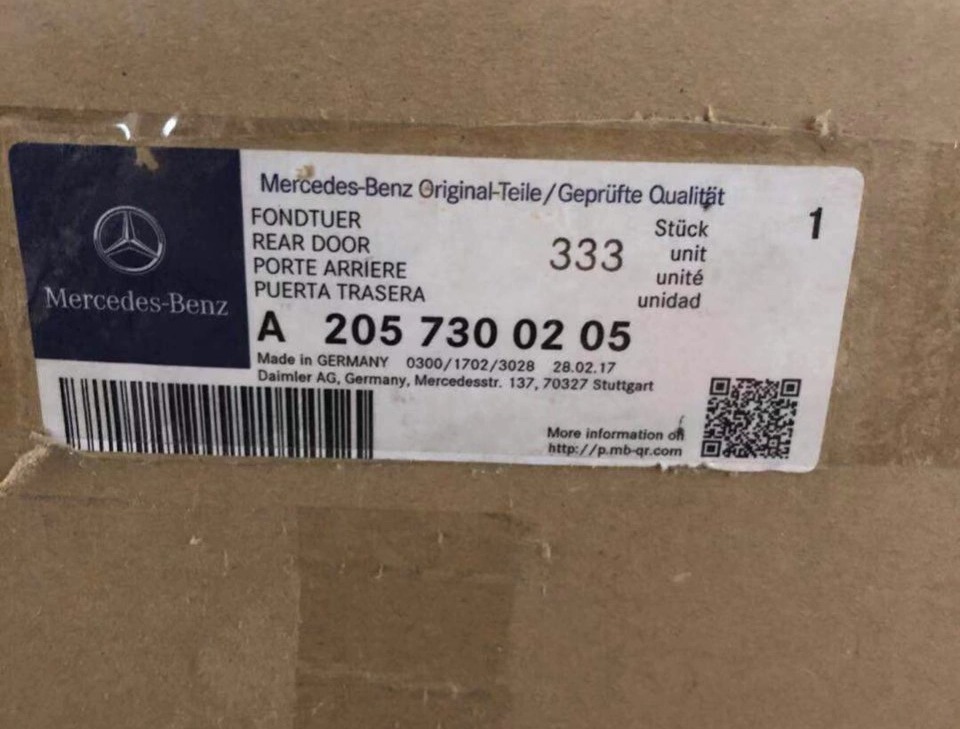 Mercedes-Benz
Mercedes-Benz Original-Teile/Geprüfte Qualität
FONDTUER
REAR DOOR
PORTE ARRIERE
PUERTA TRASERA
333
Stück
unit
unité
unidad
1
A 205 730 02 05
Made in GERMANY 0300/1702/3028 28.02.17
Daimler AG, Germany, Mercedesstr. 137, 70327 Stuttgart
More information on
http://p.mb-qr.com